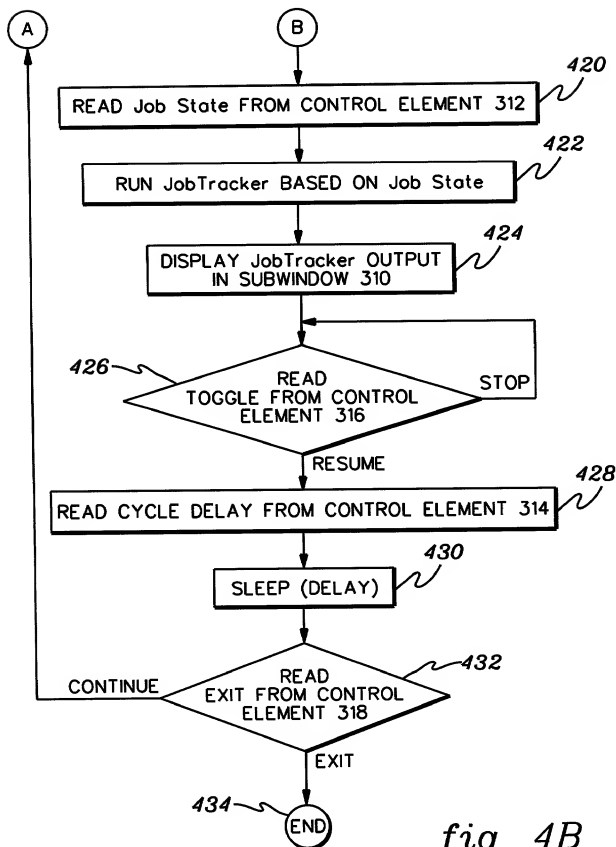 A
B
420
READ Job State FROM CONTROL ELEMENT 312
422
RUN JobTracker BASED ON Job State
424
DISPLAY JobTracker OUTPUT
IN SUBWINDOW 310
426
READ
TOGGLE FROM CONTROL
ELEMENT 316
STOP
RESUME
428
READ CYCLE DELAY FROM CONTROL ELEMENT 314
430
SLEEP (DELAY)
432
READ
EXIT FROM CONTROL
ELEMENT 318
CONTINUE
EXIT
434
END
fig. 4B